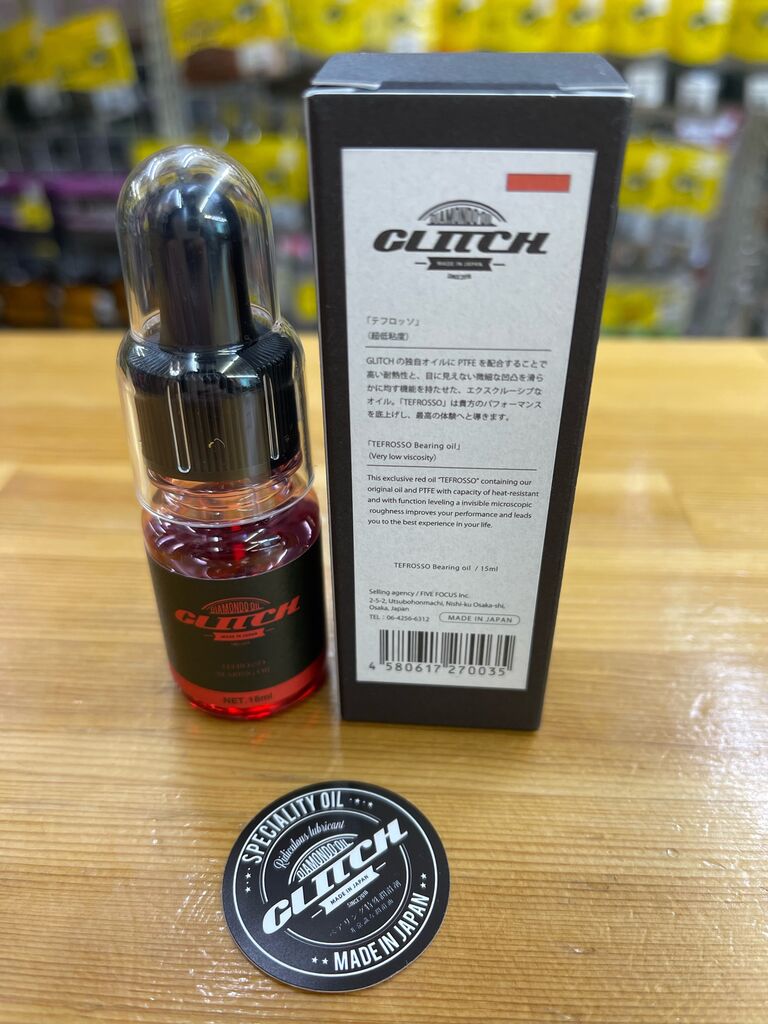 DIAMONDO OIL
GLITCH
MADE IN JAPAN
SINCE 2016
「テフロッソ」
(超低粘度)
GLITCH の独自オイルに PTFE を配合することで
高い耐熱性と、目に見えない微細な凹凸を滑ら
かに均す機能を持たせた、エクスクルーシブな
オイル。「TEFROSSO」は貴方のパフォーマンス
を底上げし、最高の体験へと導きます。
「TEFROSSO Bearing oil」
(Very low viscosity)
This exclusive red oil "TEFROSSO" containing our
original oil and PTFE with capacity of heat-resistant
and with function leveling a invisible microscopic
roughness improves your performance and leads
you to the best experience in your life.
TEFROSSO Bearing oil / 15ml
Selling agency / FIVE FOCUS Inc.
2-5-2, Utsubohonmachi, Nishi-ku Osaka-shi,
Osaka, Japan
TEL : 06-4256-6312
MADE IN JAPAN
4 580617 270035
DIAMONDO OIL
GLITCH
MADE IN JAPAN
TEFROSSO
BEARING OIL
NET.15ml
SPECIALITY OIL
Ridiculous lubricant
DIAMONDO OIL
GLITCH
MADE IN JAPAN
SINCE 2016
MADE IN JAPAN